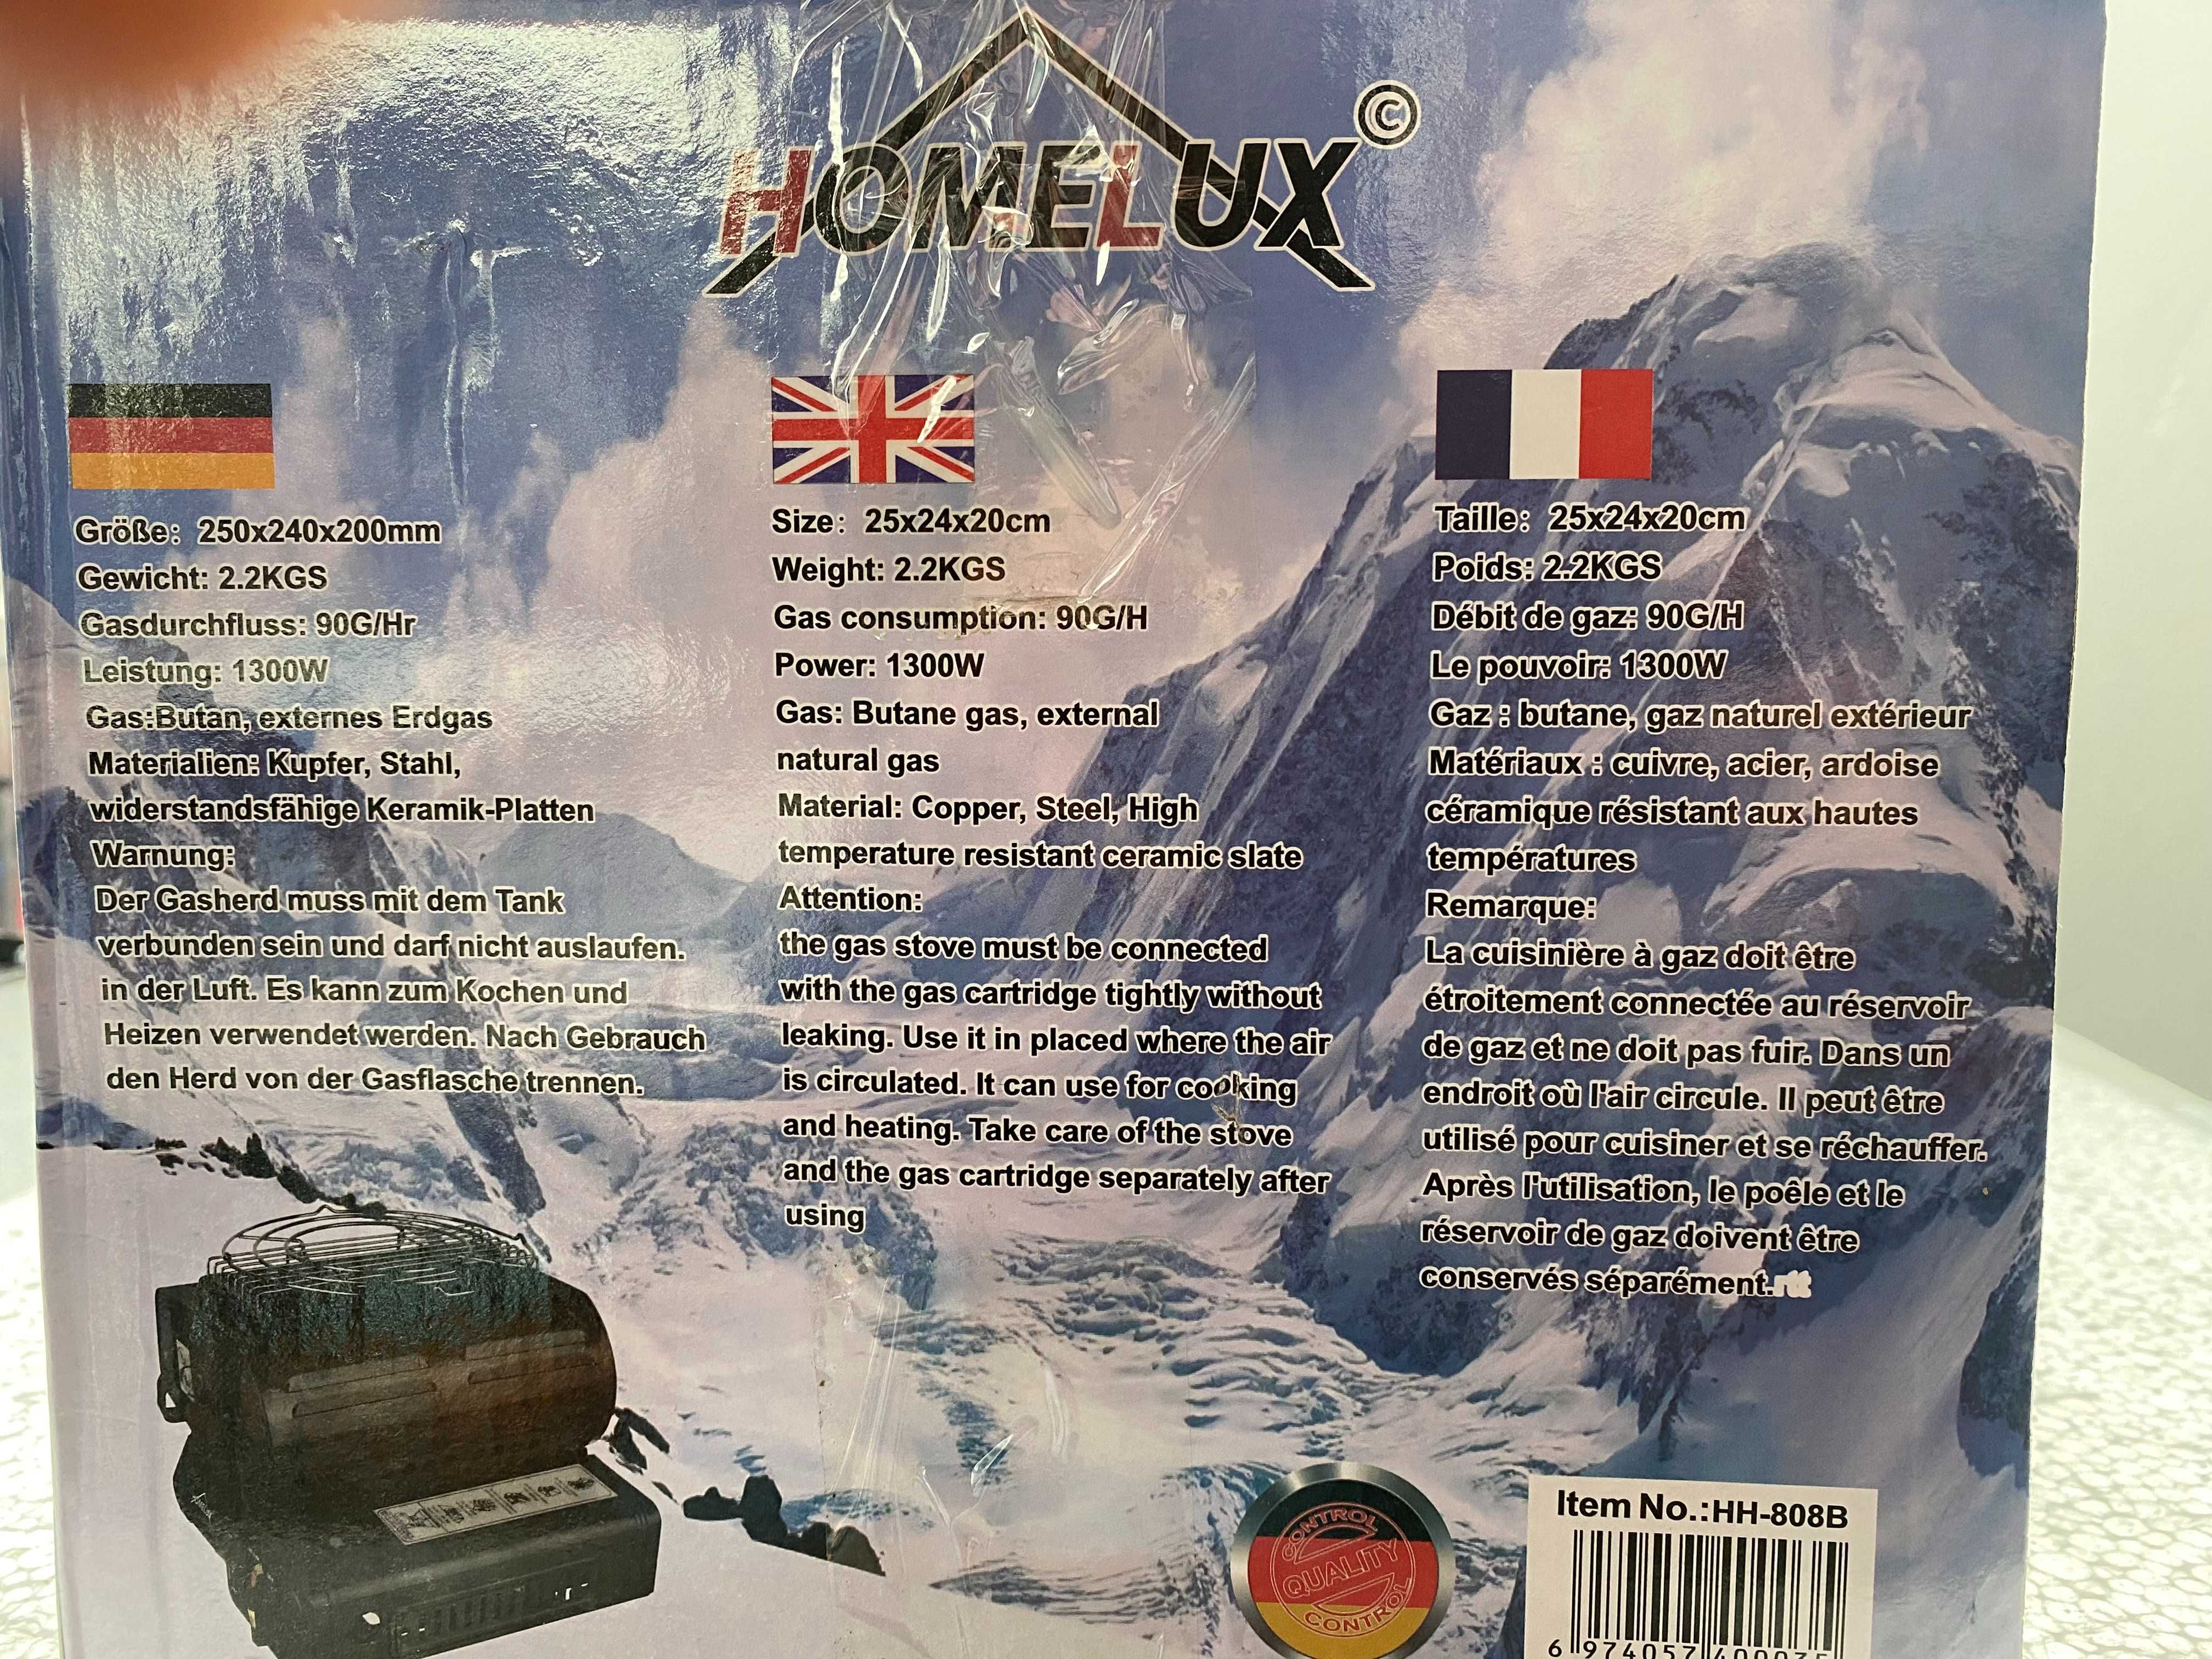 HOMELUX©
Größe: 250x240x200mm
Gewicht: 2.2KGS
Gasdurchfluss: 90G/Hr
Leistung: 1300W
Gas:Butan, externes Erdgas
Materialien: Kupfer, Stahl,
widerstandsfähige Keramik-Platten
Warnung:
Der Gasherd muss mit dem Tank
verbunden sein und darf nicht auslaufen.
in der Luft. Es kann zum Kochen und
Heizen verwendet werden. Nach Gebrauch
den Herd von der Gasflasche trennen.
Size: 25x24x20cm
Weight: 2.2KGS
Gas consumption: 90G/H
Power: 1300W
Gas: Butane gas, external
natural gas
Material: Copper, Steel, High
temperature resistant ceramic slate
Attention:
the gas stove must be connected
with the gas cartridge tightly without
leaking. Use it in placed where the air
is circulated. It can use for cooking
and heating. Take care of the stove
and the gas cartridge separately after
using
Taille: 25x24x20cm
Poids: 2.2KGS
Débit de gaz: 90G/H
Le pouvoir: 1300W
Gaz : butane, gaz naturel extérieur
Matériaux : cuivre, acier, ardoise
céramique résistant aux hautes
températures
Remarque:
La cuisinière à gaz doit être
étroitement connectée au réservoir
de gaz et ne doit pas fuir. Dans un
endroit où l'air circule. Il peut être
utilisé pour cuisiner et se réchauffer.
Après l'utilisation, le poêle et le
réservoir de gaz doivent être
conservés séparément.rtt
CONTROL
QUALITY
CONTROL
Item No.:HH-808B
6 974057